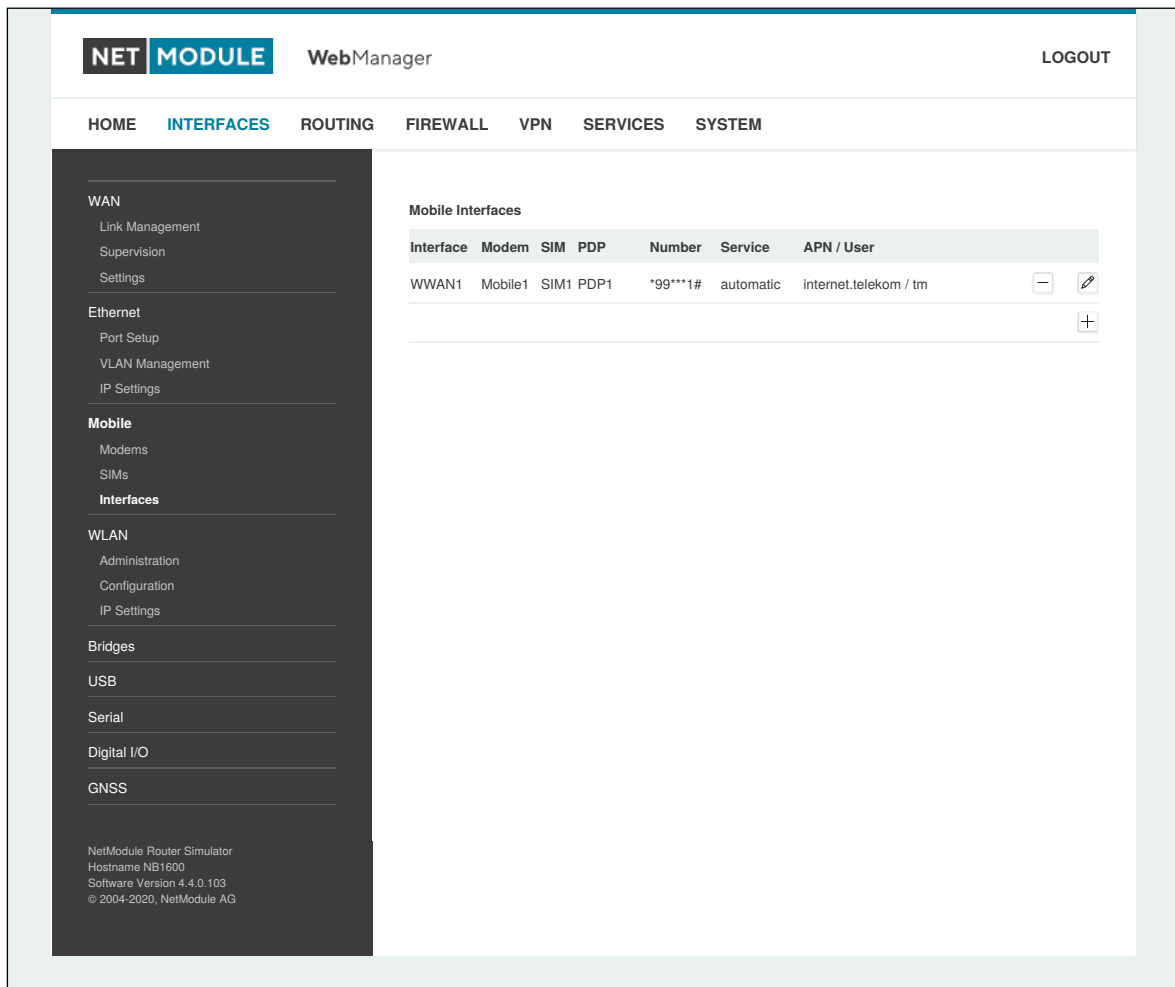 NET MODULE WebManager LOGOUT
HOME INTERFACES ROUTING FIREWALL VPN SERVICES SYSTEM
WAN
Link Management
Supervision
Settings
Ethernet
Port Setup
VLAN Management
IP Settings
Mobile
Modems
SIMs
Interfaces
WLAN
Administration
Configuration
IP Settings
Bridges
USB
Serial
Digital I/O
GNSS
NetModule Router Simulator
Hostname NB1600
Software Version 4.4.0.103
© 2004-2020, NetModule AG
Mobile Interfaces
Interface Modem SIM PDP Number Service APN / User
WWAN1 Mobile1 SIM1 PDP1 *99***1# automatic internet.telekom / tm